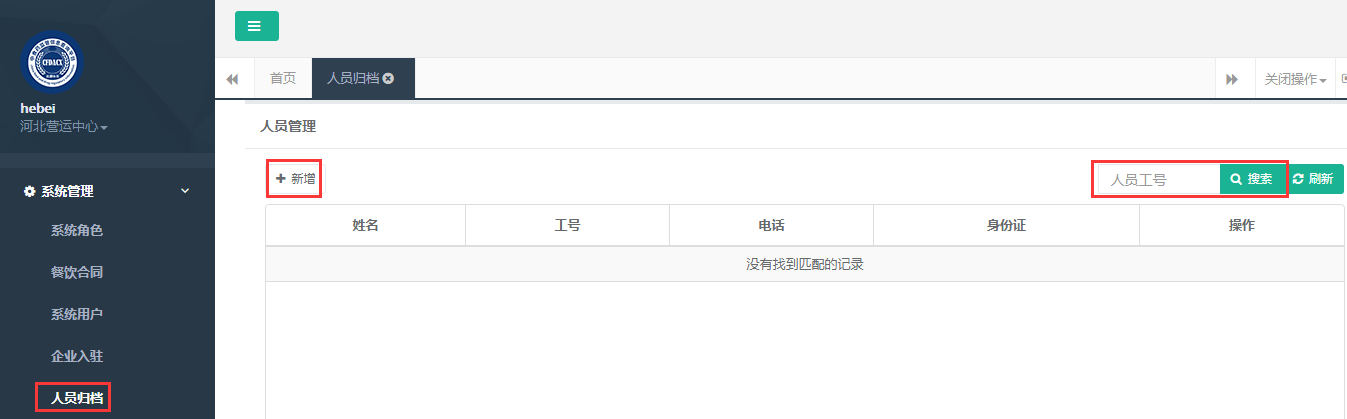 CFDACX
hebei
河北营运中心
系统管理
系统角色
餐饮合同
系统用户
企业入驻
人员归档
首页
人员归档
关闭操作
人员管理
新增
人员工号
搜索
刷新
姓名 工号 电话 身份证 操作
没有找到匹配的记录